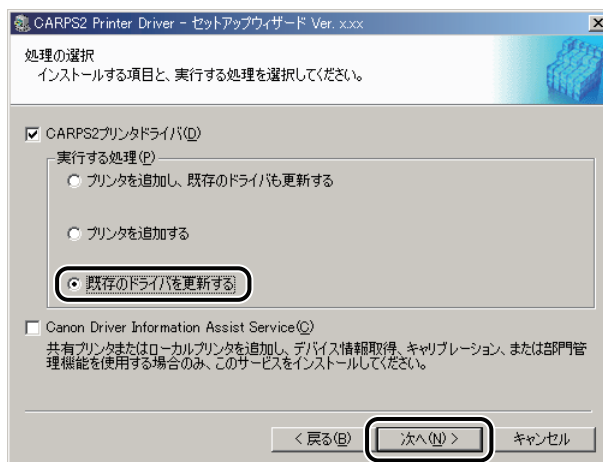 CARPS2 Printer Driver - セットアップウィザード Ver. x.xx
処理の選択
インストールする項目と、実行する処理を選択してください。
CARPS2プリンタドライバ(D)
実行する処理(P)
プリンタを追加し、既存のドライバも更新する
プリンタを追加する
既存のドライバを更新する
Canon Driver Information Assist Service(C)
共有プリンタまたはローカルプリンタを追加し、デバイス情報取得、キャリブレーション、または部門管
理機能を使用する場合のみ、このサービスをインストールしてください。
< 戻る(B) 次へ(N) > キャンセル